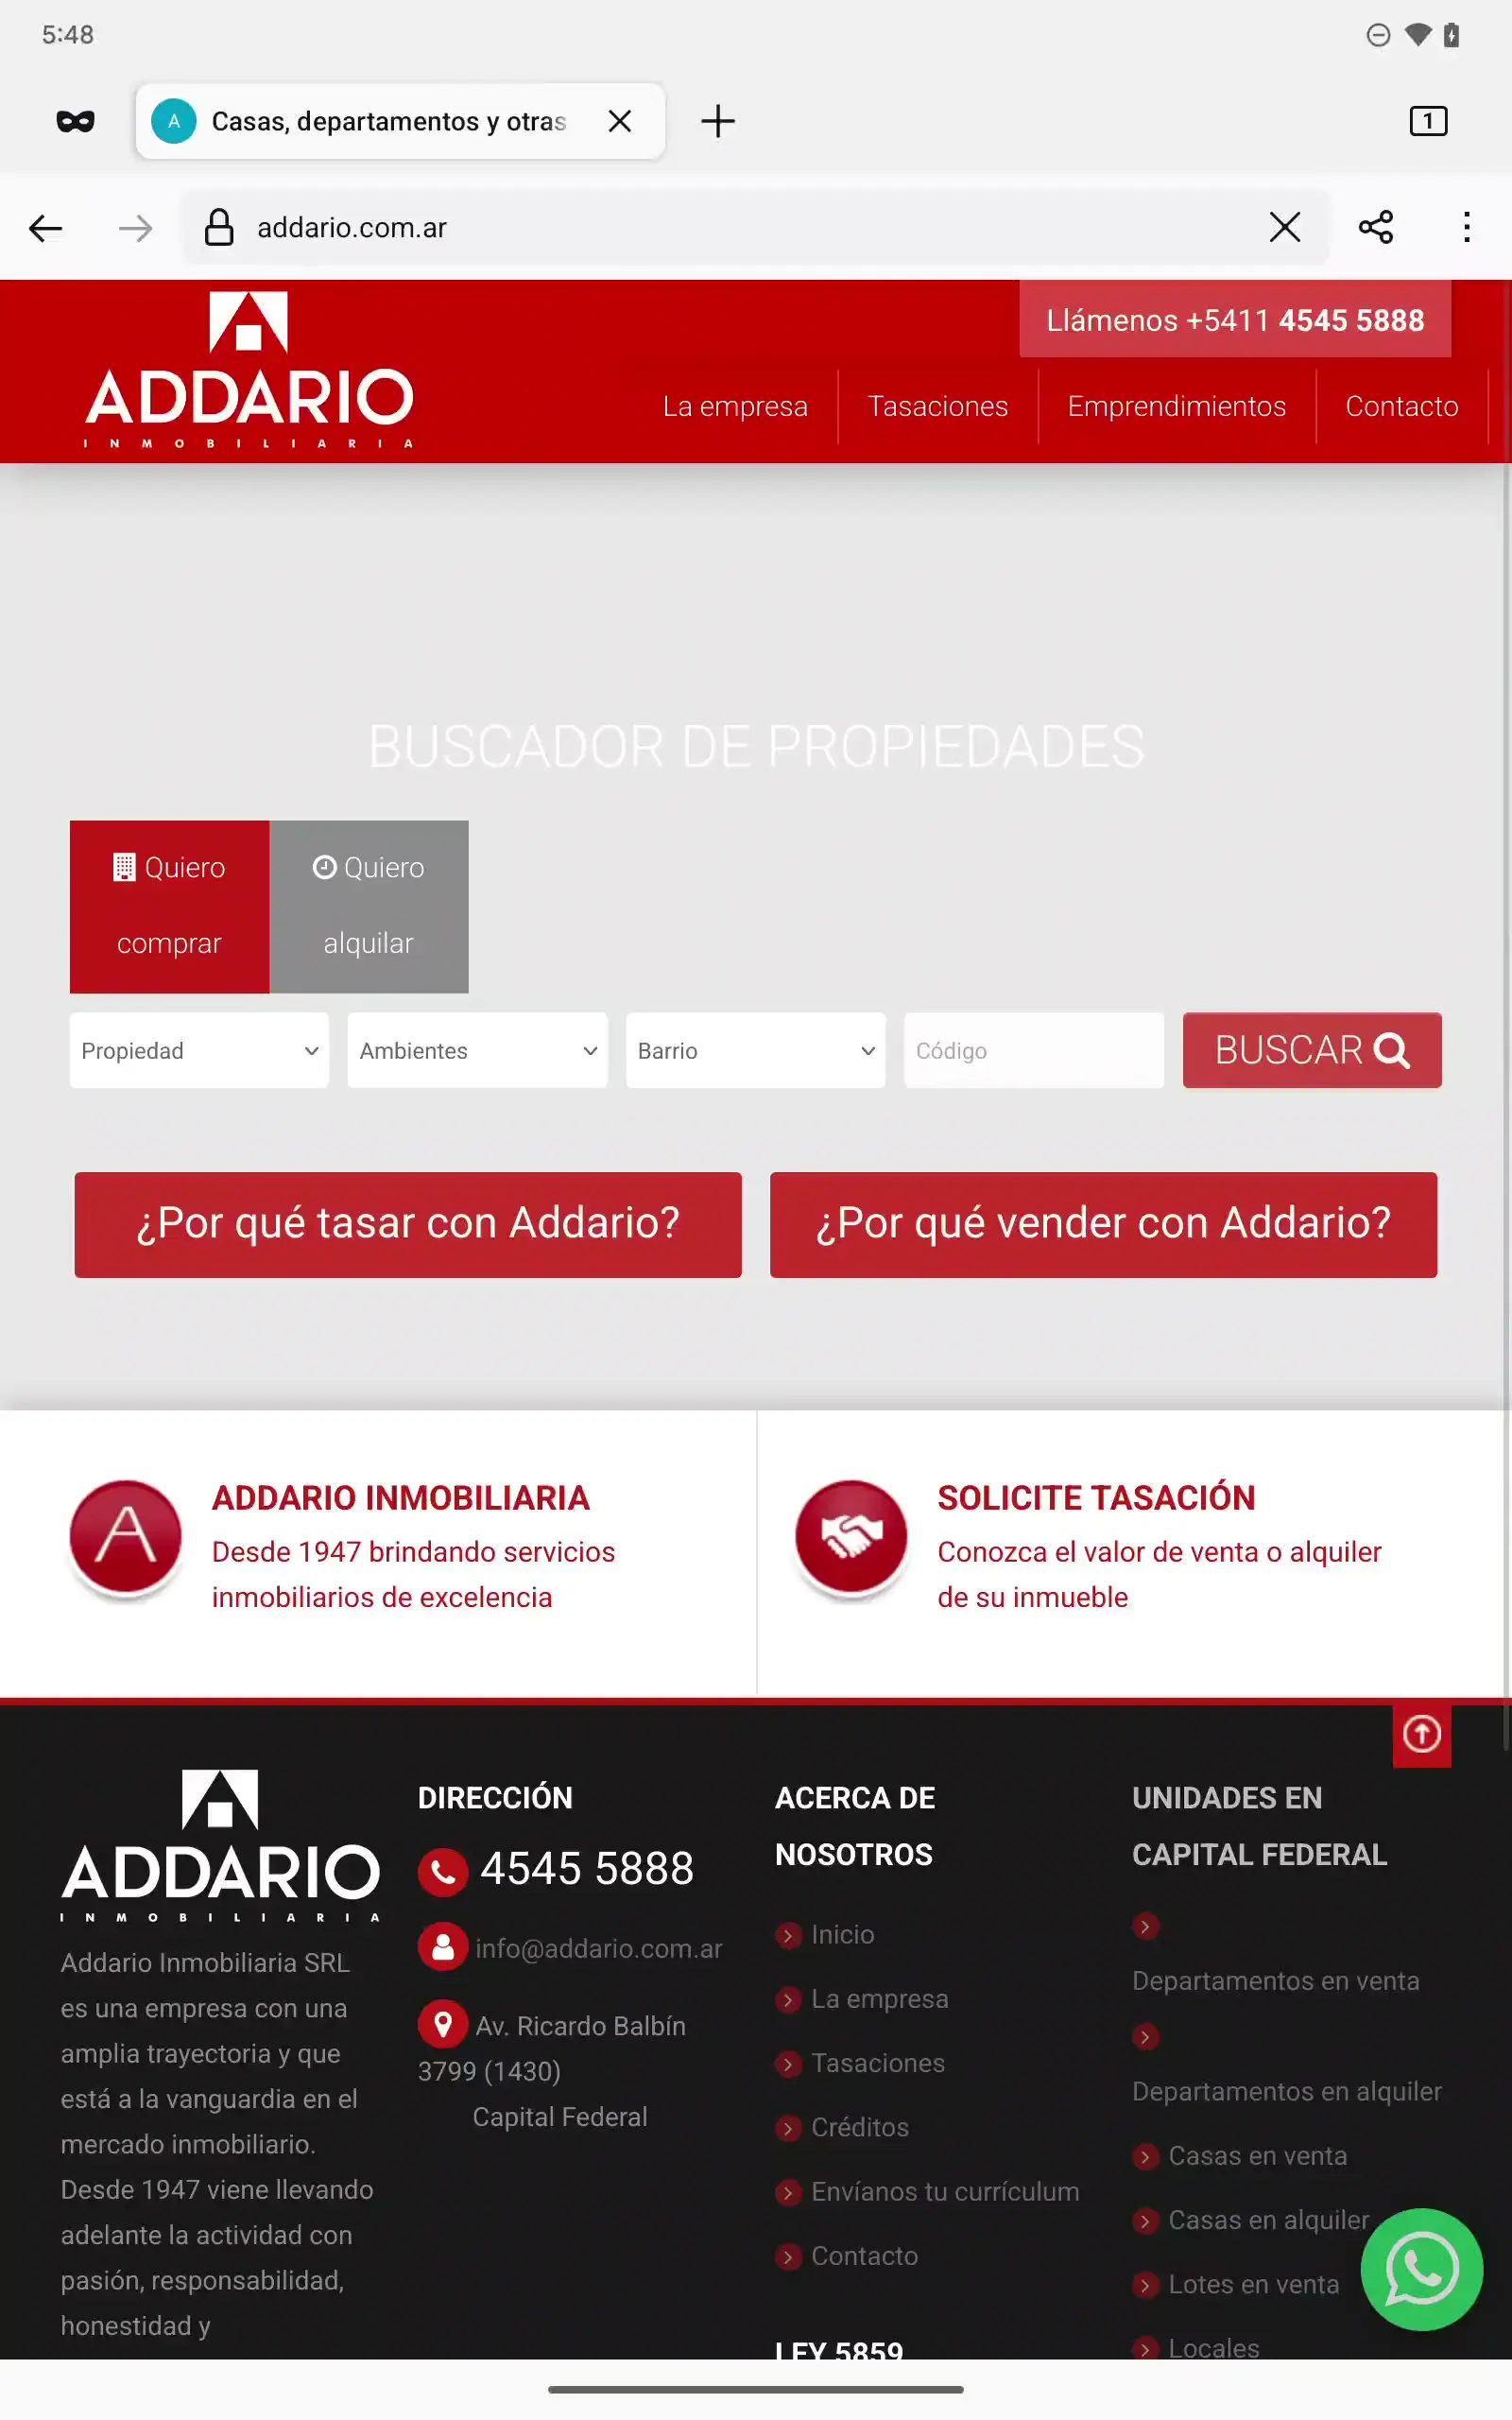 5:48
A
Casas, departamentos y otras
1
addario.com.ar
ADDARIO
INMOBILIARIA
Llámenos +5411 4545 5888
La empresa
Tasaciones
Emprendimientos
Contacto
BUSCADOR DE PROPIEDADES
Quiero
comprar
Quiero
alquilar
Propiedad
Ambientes
Barrio
Código
BUSCAR
¿Por qué tasar con Addario?
¿Por qué vender con Addario?
A
ADDARIO INMOBILIARIA
Desde 1947 brindando servicios
inmobiliarios de excelencia
SOLICITE TASACIÓN
Conozca el valor de venta o alquiler
de su inmueble
ADDARIO
INMOBILIARIA
Addario Inmobiliaria SRL
es una empresa con una
amplia trayectoria y que
está a la vanguardia en el
mercado inmobiliario.
Desde 1947 viene llevando
adelante la actividad con
pasión, responsabilidad,
honestidad y
DIRECCIÓN
4545 5888
info@addario.com.ar
Av. Ricardo Balbín
3799 (1430)
Capital Federal
ACERCA DE
NOSOTROS
Inicio
La empresa
Tasaciones
Créditos
Envíanos tu currículum
Contacto
LEY 5859
UNIDADES EN
CAPITAL FEDERAL
Departamentos en venta
Departamentos en alquiler
Casas en venta
Casas en alquiler
Lotes en venta
Locales